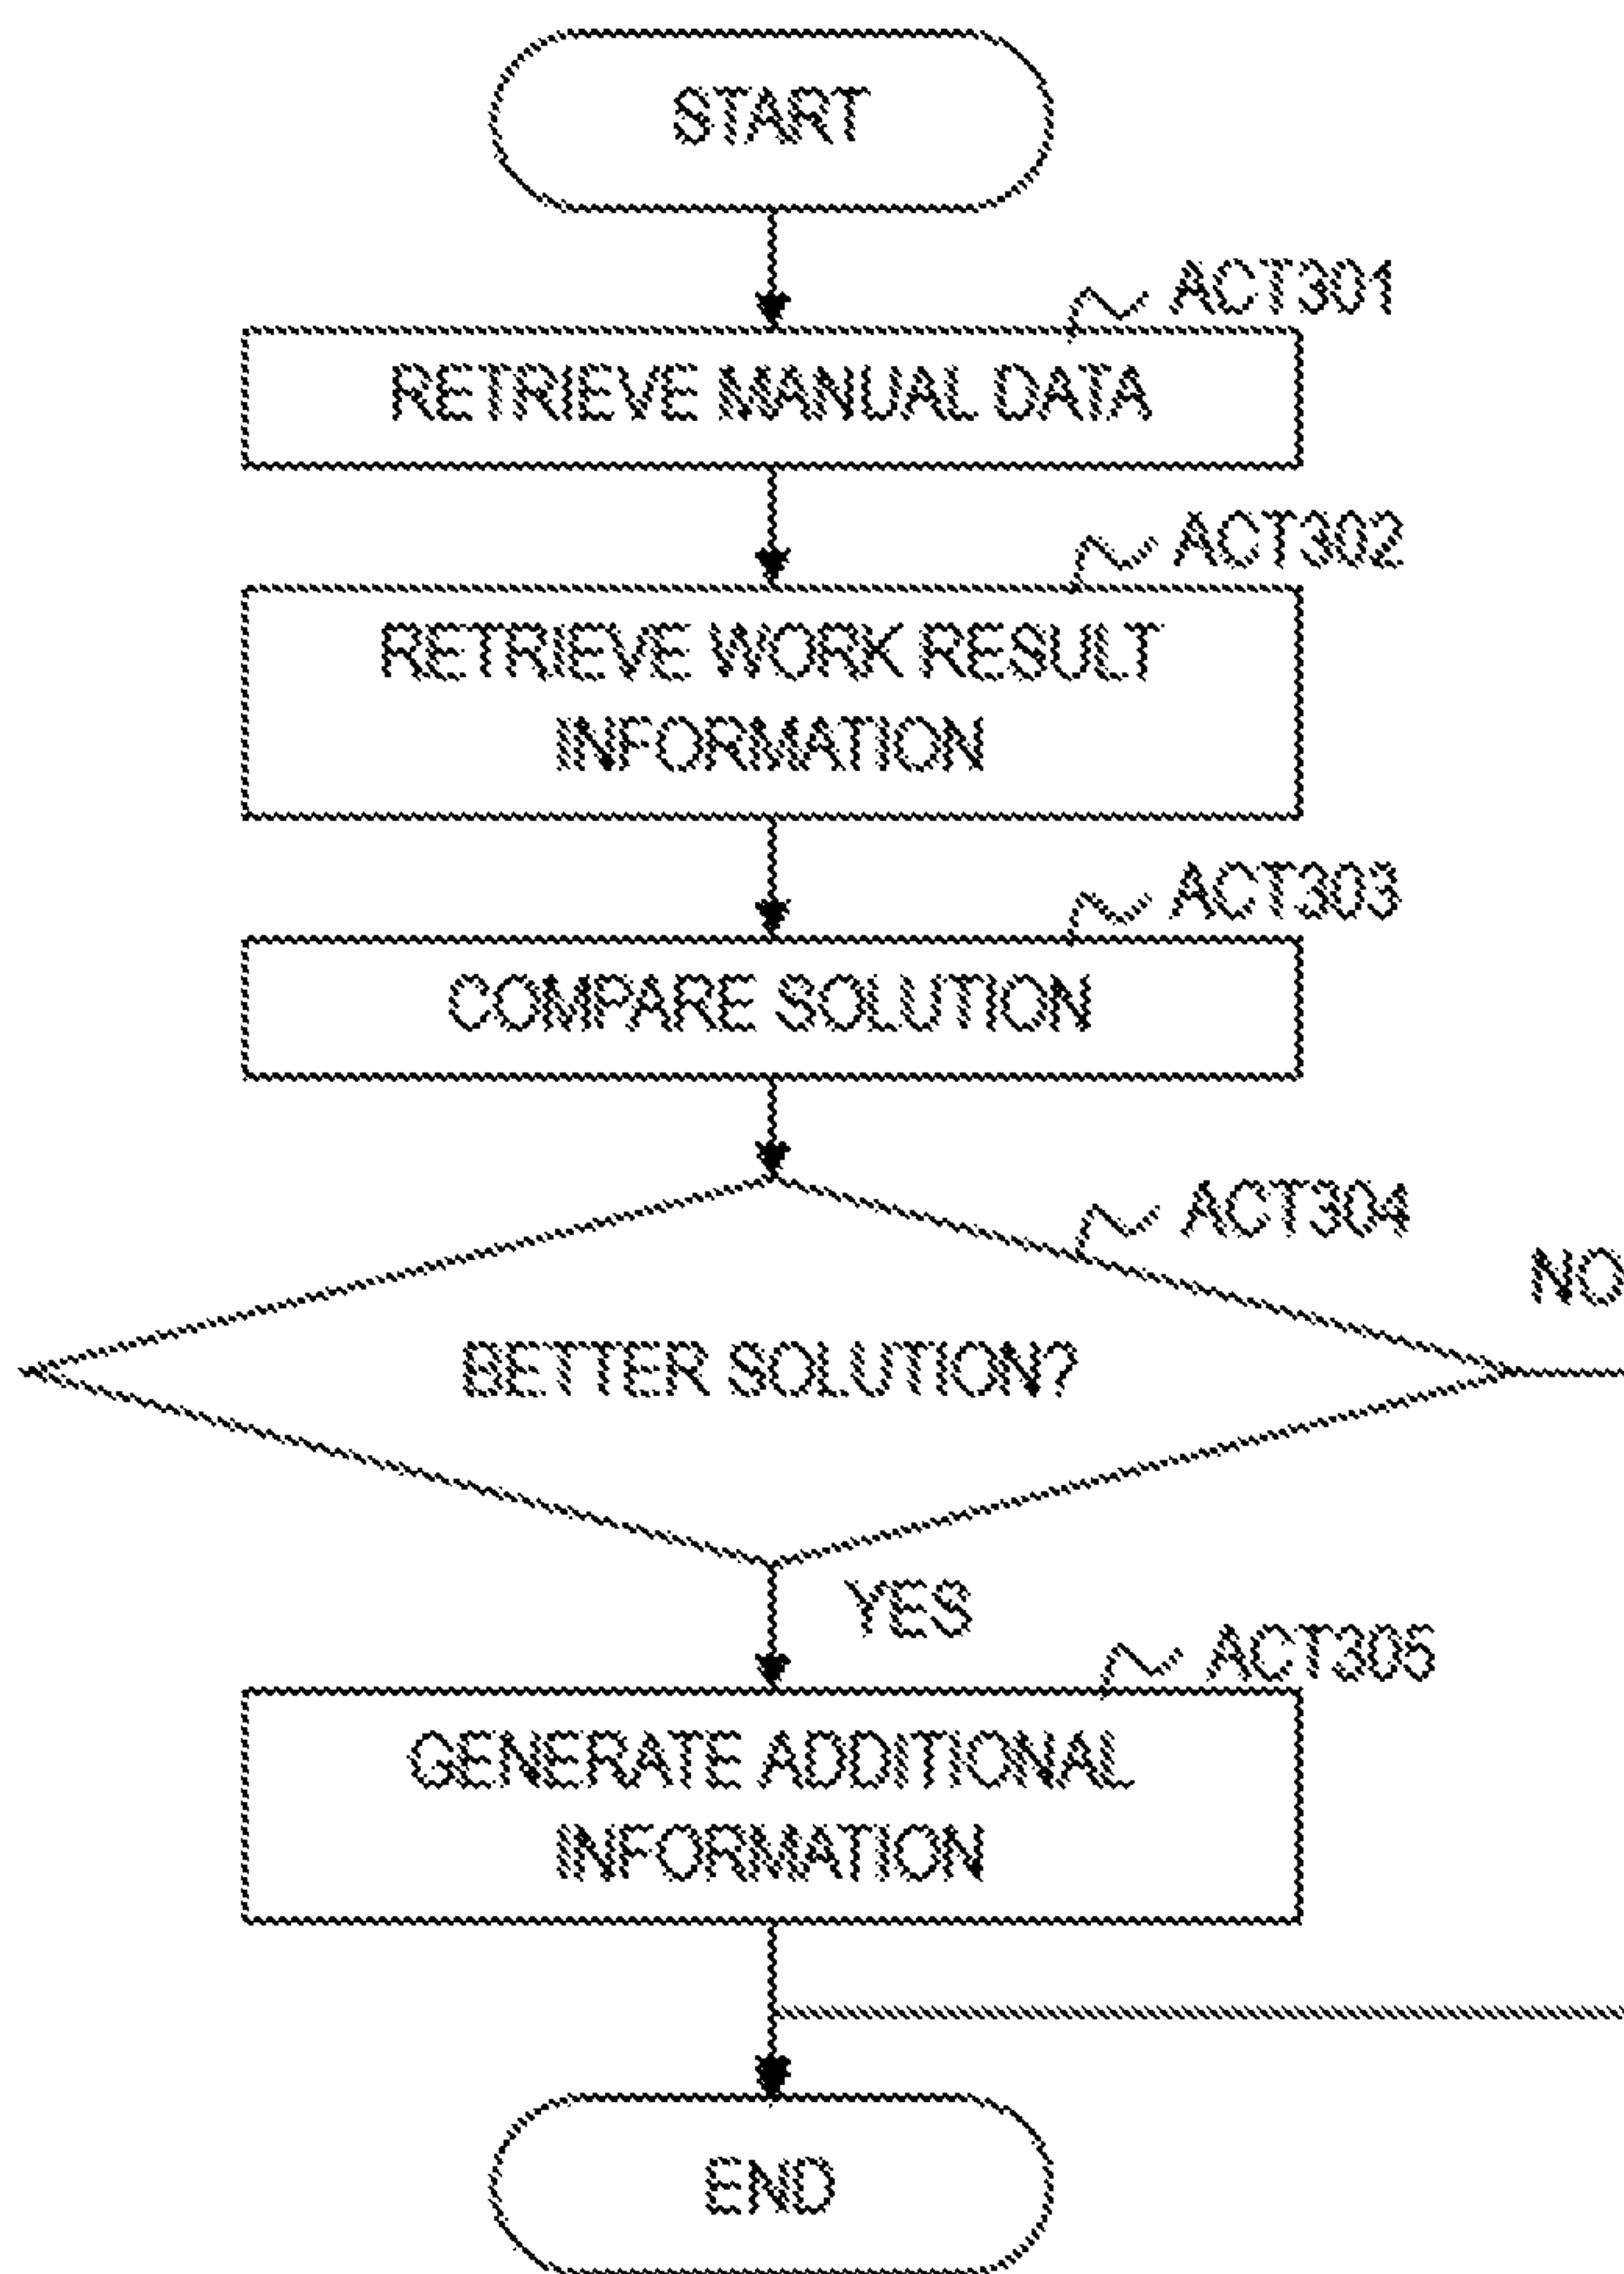 START
ACT301
RETRIEVE MANUAL DATA
ACT302
RETRIEVE WORK RESULT
INFORMATION
ACT303
COMPARE SOLUTION
ACT304
NO
BETTER SOLUTION?
YES
ACT305
GENERATE ADDITIONAL
INFORMATION
END